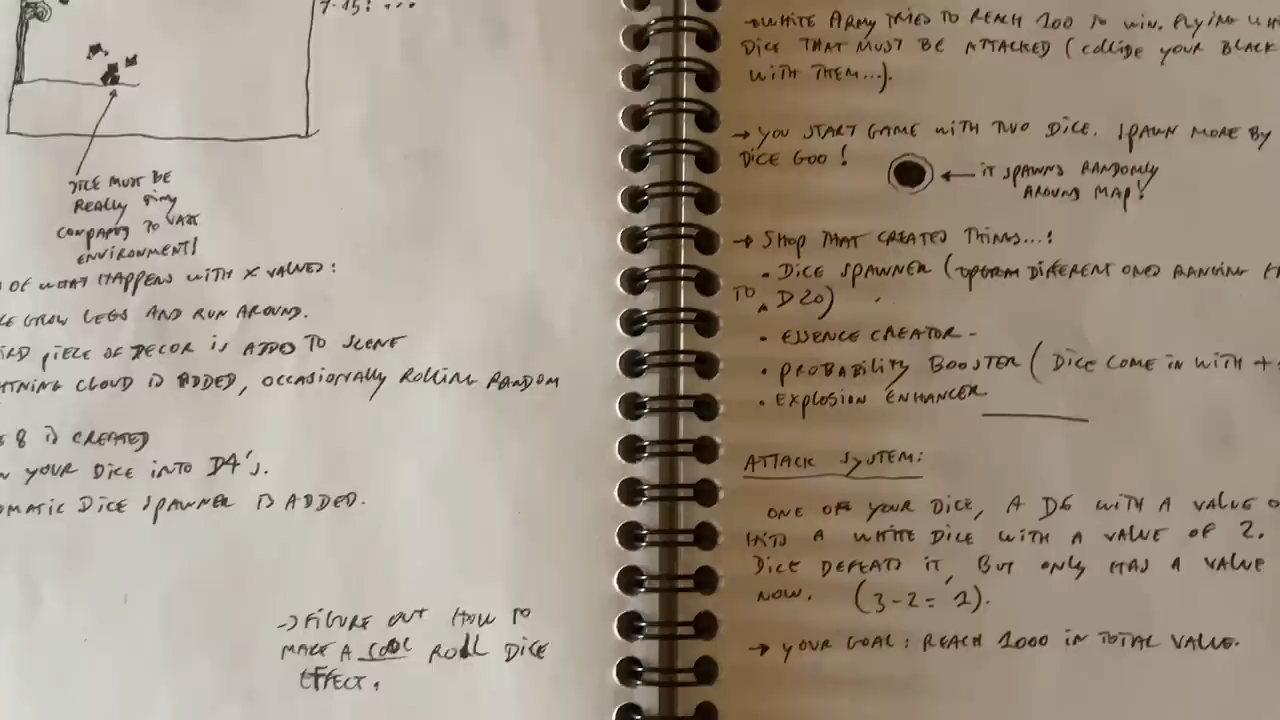 7-15: ...
DICE MUST BE
REALLY tiny
COMPARED TO VAST
ENVIRONMENT!
OF WHAT HAPPENS WITH X VALUES:
GROW LEGS AND RUN AROUND.
PIECE OF DECOR IS ADDED TO SCENE
CLOUD IS ADDED, OCCASIONALLY ROLLING RANDOM
8 IS CREATED
YOUR DICE INTO D4's.
DICE SPAWNER IS ADDED.
→ FIGURE OUT HOW TO
MAKE A COOL ROLL DICE
EFFECT.
→ WHITE ARMY TRIES TO REACH 100 TO WIN. FLYING WH
DICE THAT MUST BE ATTACKED (COLLIDE YOUR BLACK
WITH THEM...).
→ YOU START GAME WITH TWO DICE. SPAWN MORE BY
DICE GOO!
← IT SPAWNS RANDOMLY
AROUND MAP!
→ SHOP THAT CREATED THINGS...:
• DICE SPAWNER ( DIFFERENT ONES RANGING
TO D20)
• ESSENCE CREATOR -
• PROBABILITY BOOSTER ( DICE COME IN WITH +
• EXPLOSION ENHANCER
ATTACK SYSTEM:
ONE OF YOUR DICE, A D6 WITH A VALUE O
INTO A WHITE DICE WITH A VALUE OF 2.
DICE DEFEATS IT, BUT ONLY HAS A VALUE
NOW. (3-2= 1).
→ YOUR GOAL: REACH 1000 IN TOTAL VALUE.